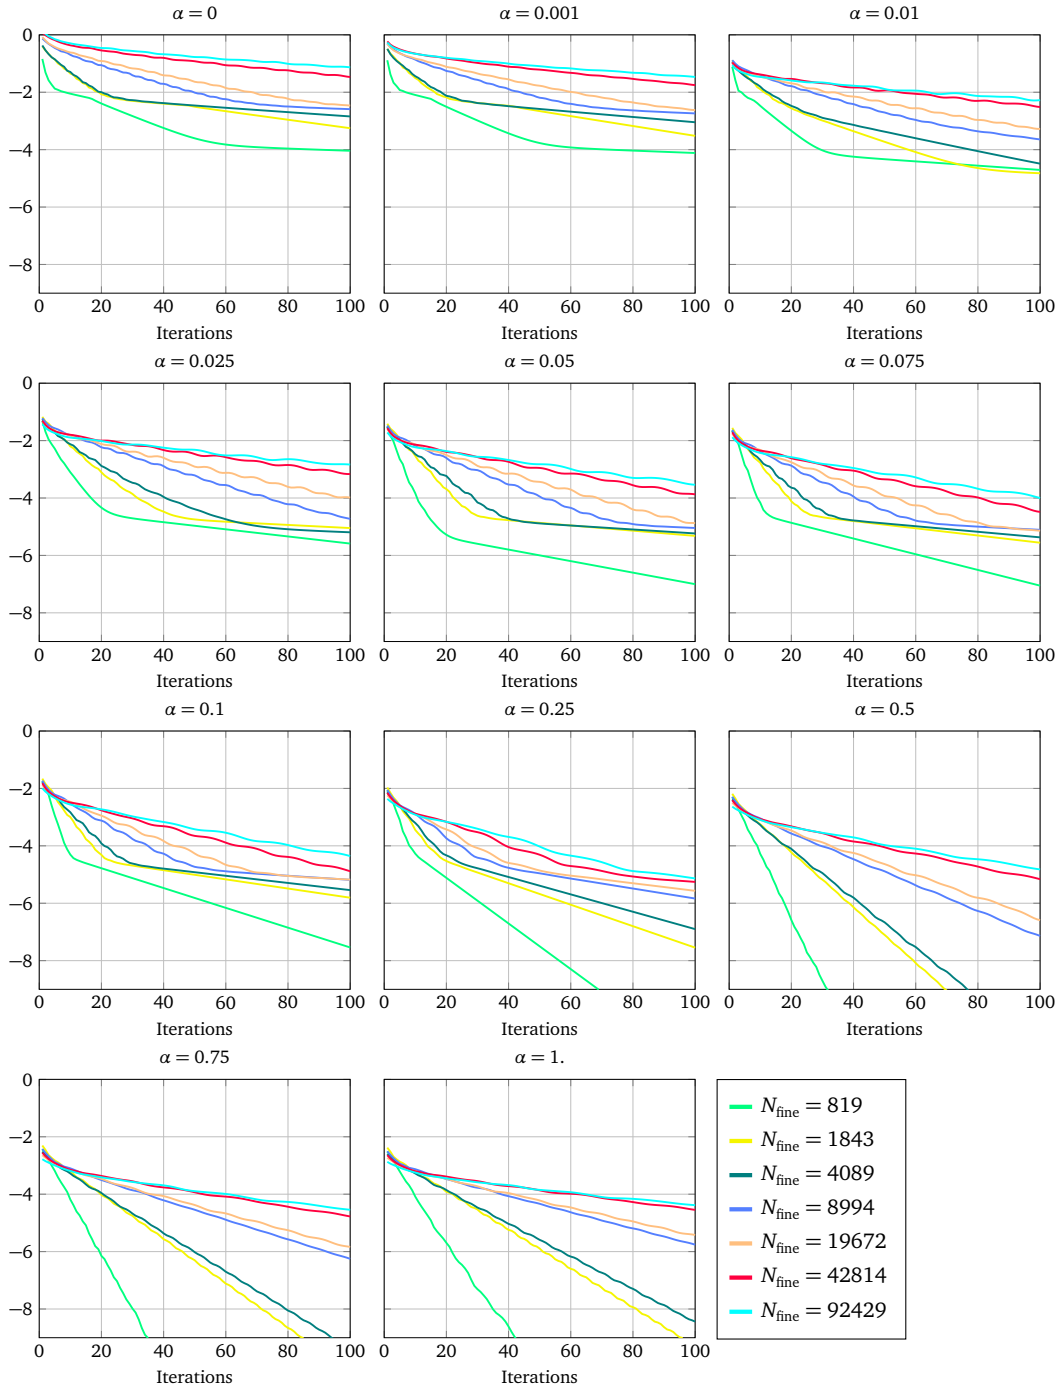 α = 0
α = 0.001
α = 0.01
0
−2
−4
−6
−8
0 20 40 60 80 100
0 20 40 60 80 100
0 20 40 60 80 100
Iterations
Iterations
Iterations
α = 0.025
α = 0.05
α = 0.075
0
−2
−4
−6
−8
0 20 40 60 80 100
0 20 40 60 80 100
0 20 40 60 80 100
Iterations
Iterations
Iterations
α = 0.1
α = 0.25
α = 0.5
0
−2
−4
−6
−8
0 20 40 60 80 100
0 20 40 60 80 100
0 20 40 60 80 100
Iterations
Iterations
Iterations
α = 0.75
α = 1.
0
−2
−4
−6
−8
0 20 40 60 80 100
0 20 40 60 80 100
Iterations
Iterations
N_fine = 819
N_fine = 1843
N_fine = 4089
N_fine = 8994
N_fine = 19672
N_fine = 42814
N_fine = 92429